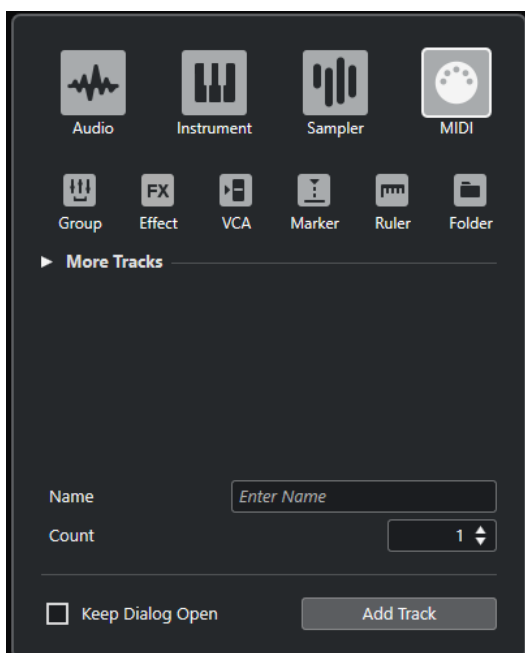 Audio Instrument Sampler MIDI
FX
Group Effect VCA Marker Ruler Folder
More Tracks
Name Enter Name
Count 1
Keep Dialog Open Add Track